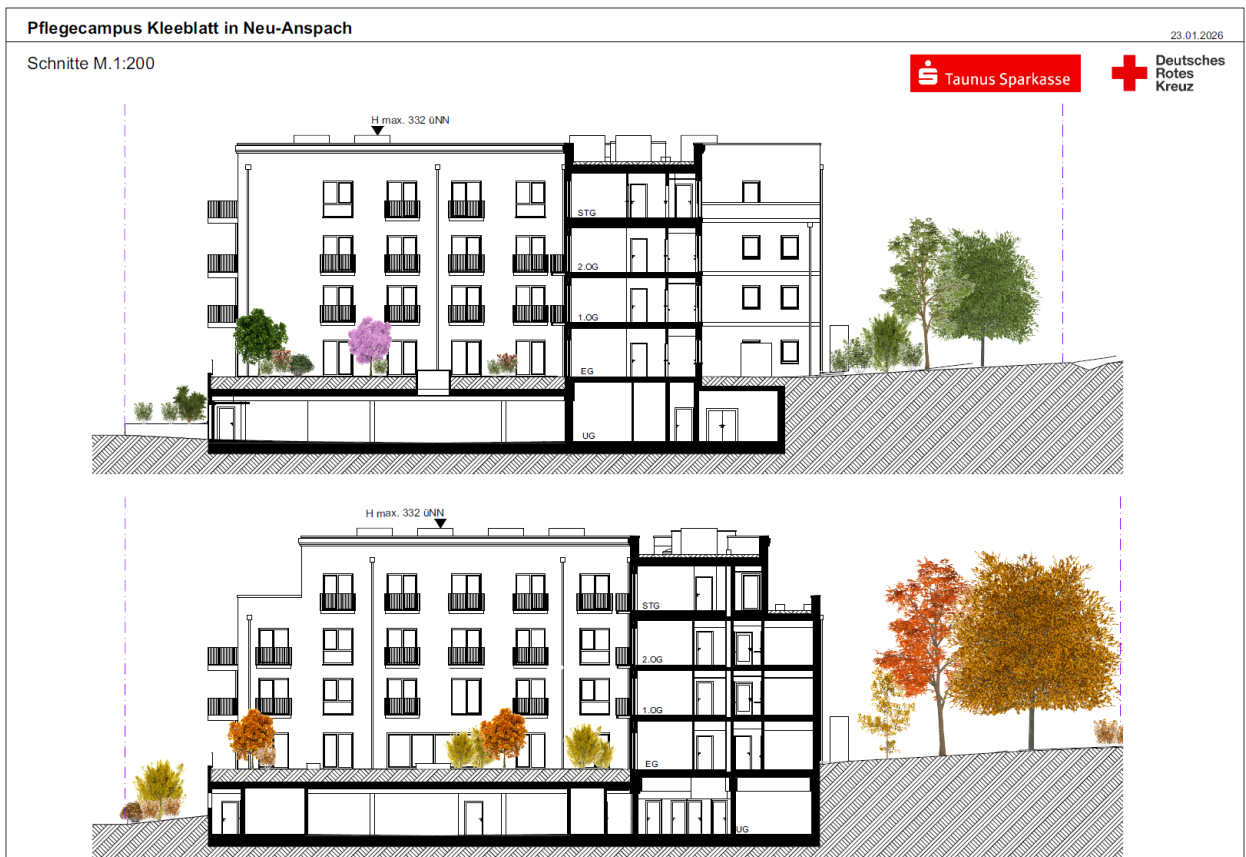 Pflegecampus Kleeblatt in Neu-Anspach
23.01.2026
Schnitte M.1:200
Taunus Sparkasse
Deutsches
Rotes
Kreuz
H max. 332 üNN
STG
2.OG
1.OG
EG
UG
H max. 332 üNN
STG
2.OG
1.OG
EG
UG